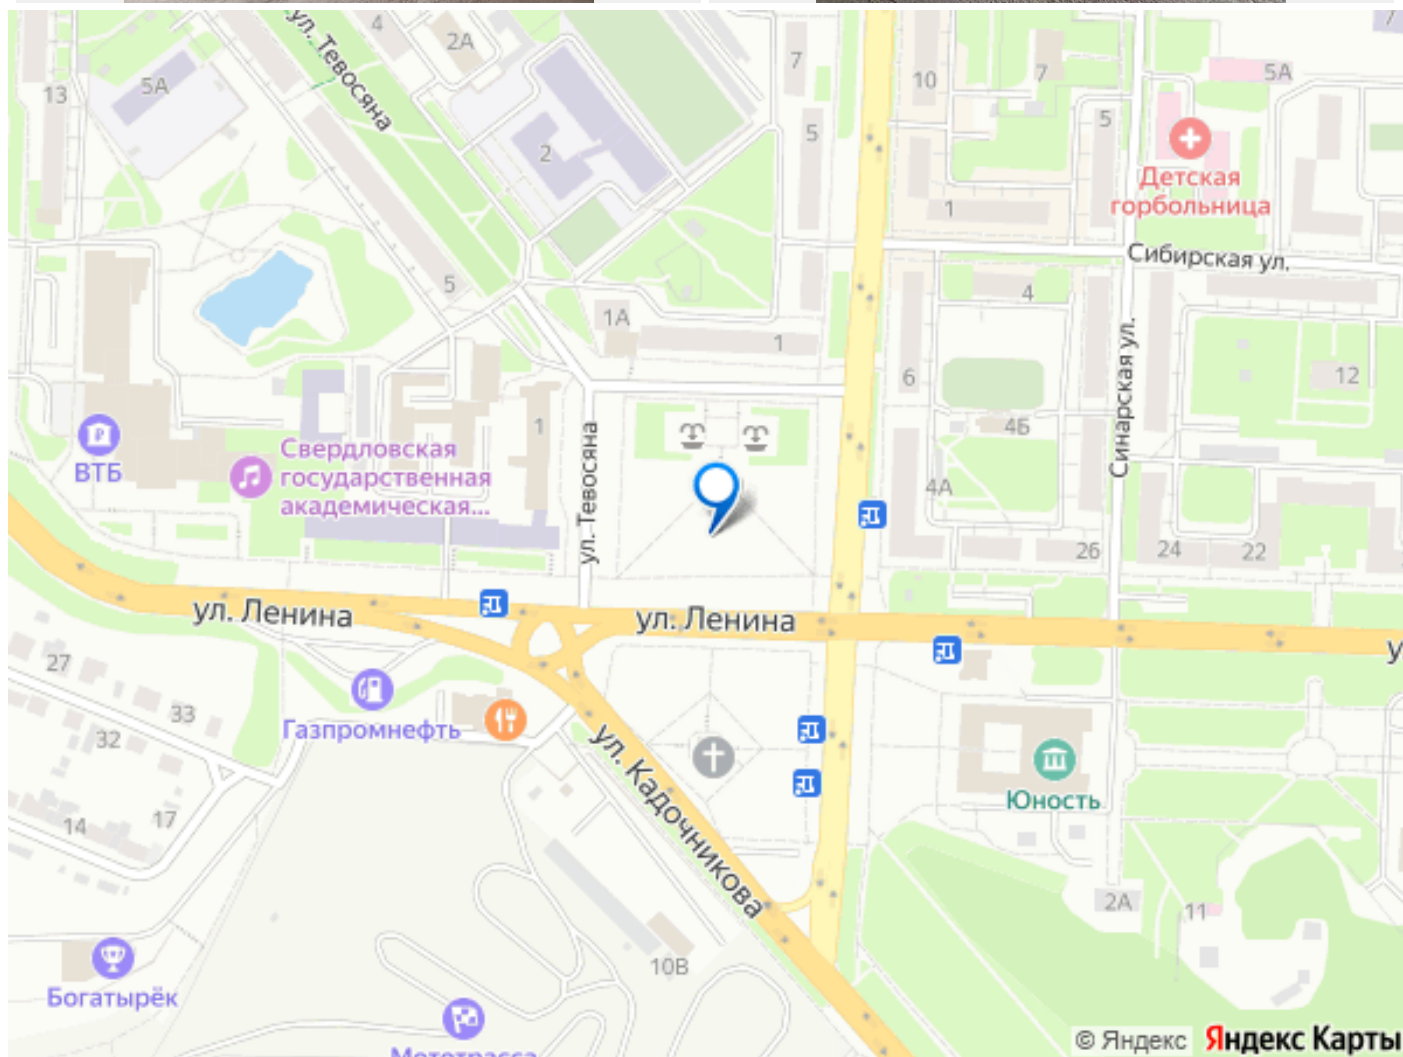 ул. Тевосяна
4
2А
7
10
7
5А
7
13
5А
5
5
2
Детская
горбольница
1
Сибирская ул.
5
4
1А
1
Синарская ул.
6
12
1
4Б
ВТБ
Свердловская
государственная
академическая...
ул. Тевосяна
4А
26
24
22
ул. Ленина
ул. Ленина
у
27
33
32
Газпромнефть
ул. Кадочникова
Юность
14
17
2А
11
10В
Богатырёк
Мототрасса
© Яндекс Яндекс Карты